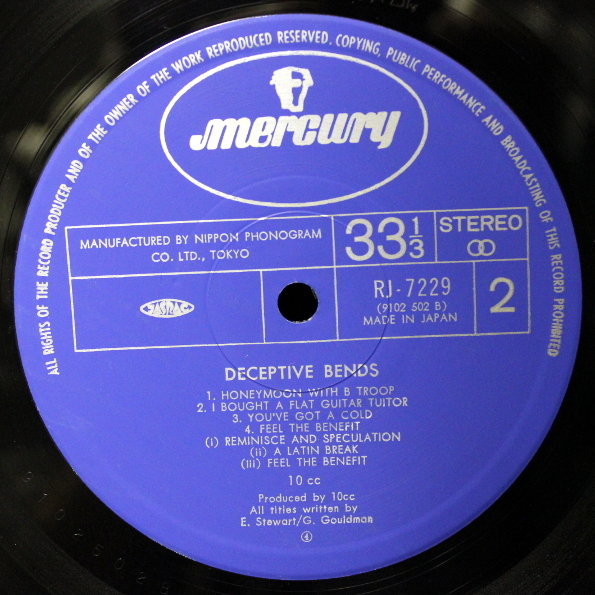 ALL RIGHTS OF THE RECORD PRODUCER AND OF THE OWNER OF THE WORK REPRODUCED RESERVED. COPYING, PUBLIC PERFORMANCE AND BROADCASTING OF THIS RECORD PROHIBITED
mercury
MANUFACTURED BY NIPPON PHONOGRAM
CO. LTD., TOKYO
33 1/3
STEREO
JASRAC
RJ-7229
(9102 502 B)
MADE IN JAPAN
2
DECEPTIVE BENDS
1. HONEYMOON WITH B TROOP
2. I BOUGHT A FLAT GUITAR TUITOR
3. YOU'VE GOT A COLD
4. FEEL THE BENEFIT
(i) REMINISCE AND SPECULATION
(ii) A LATIN BREAK
(iii) FEEL THE BENEFIT
10 cc
Produced by 10cc
All titles written by
E. Stewart/G. Gouldman
④